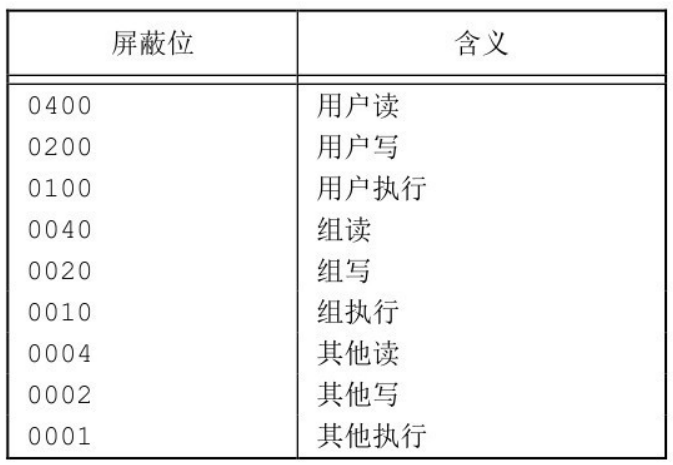 屏蔽位 含义
0400 用户读
0200 用户写
0100 用户执行
0040 组读
0020 组写
0010 组执行
0004 其他读
0002 其他写
0001 其他执行